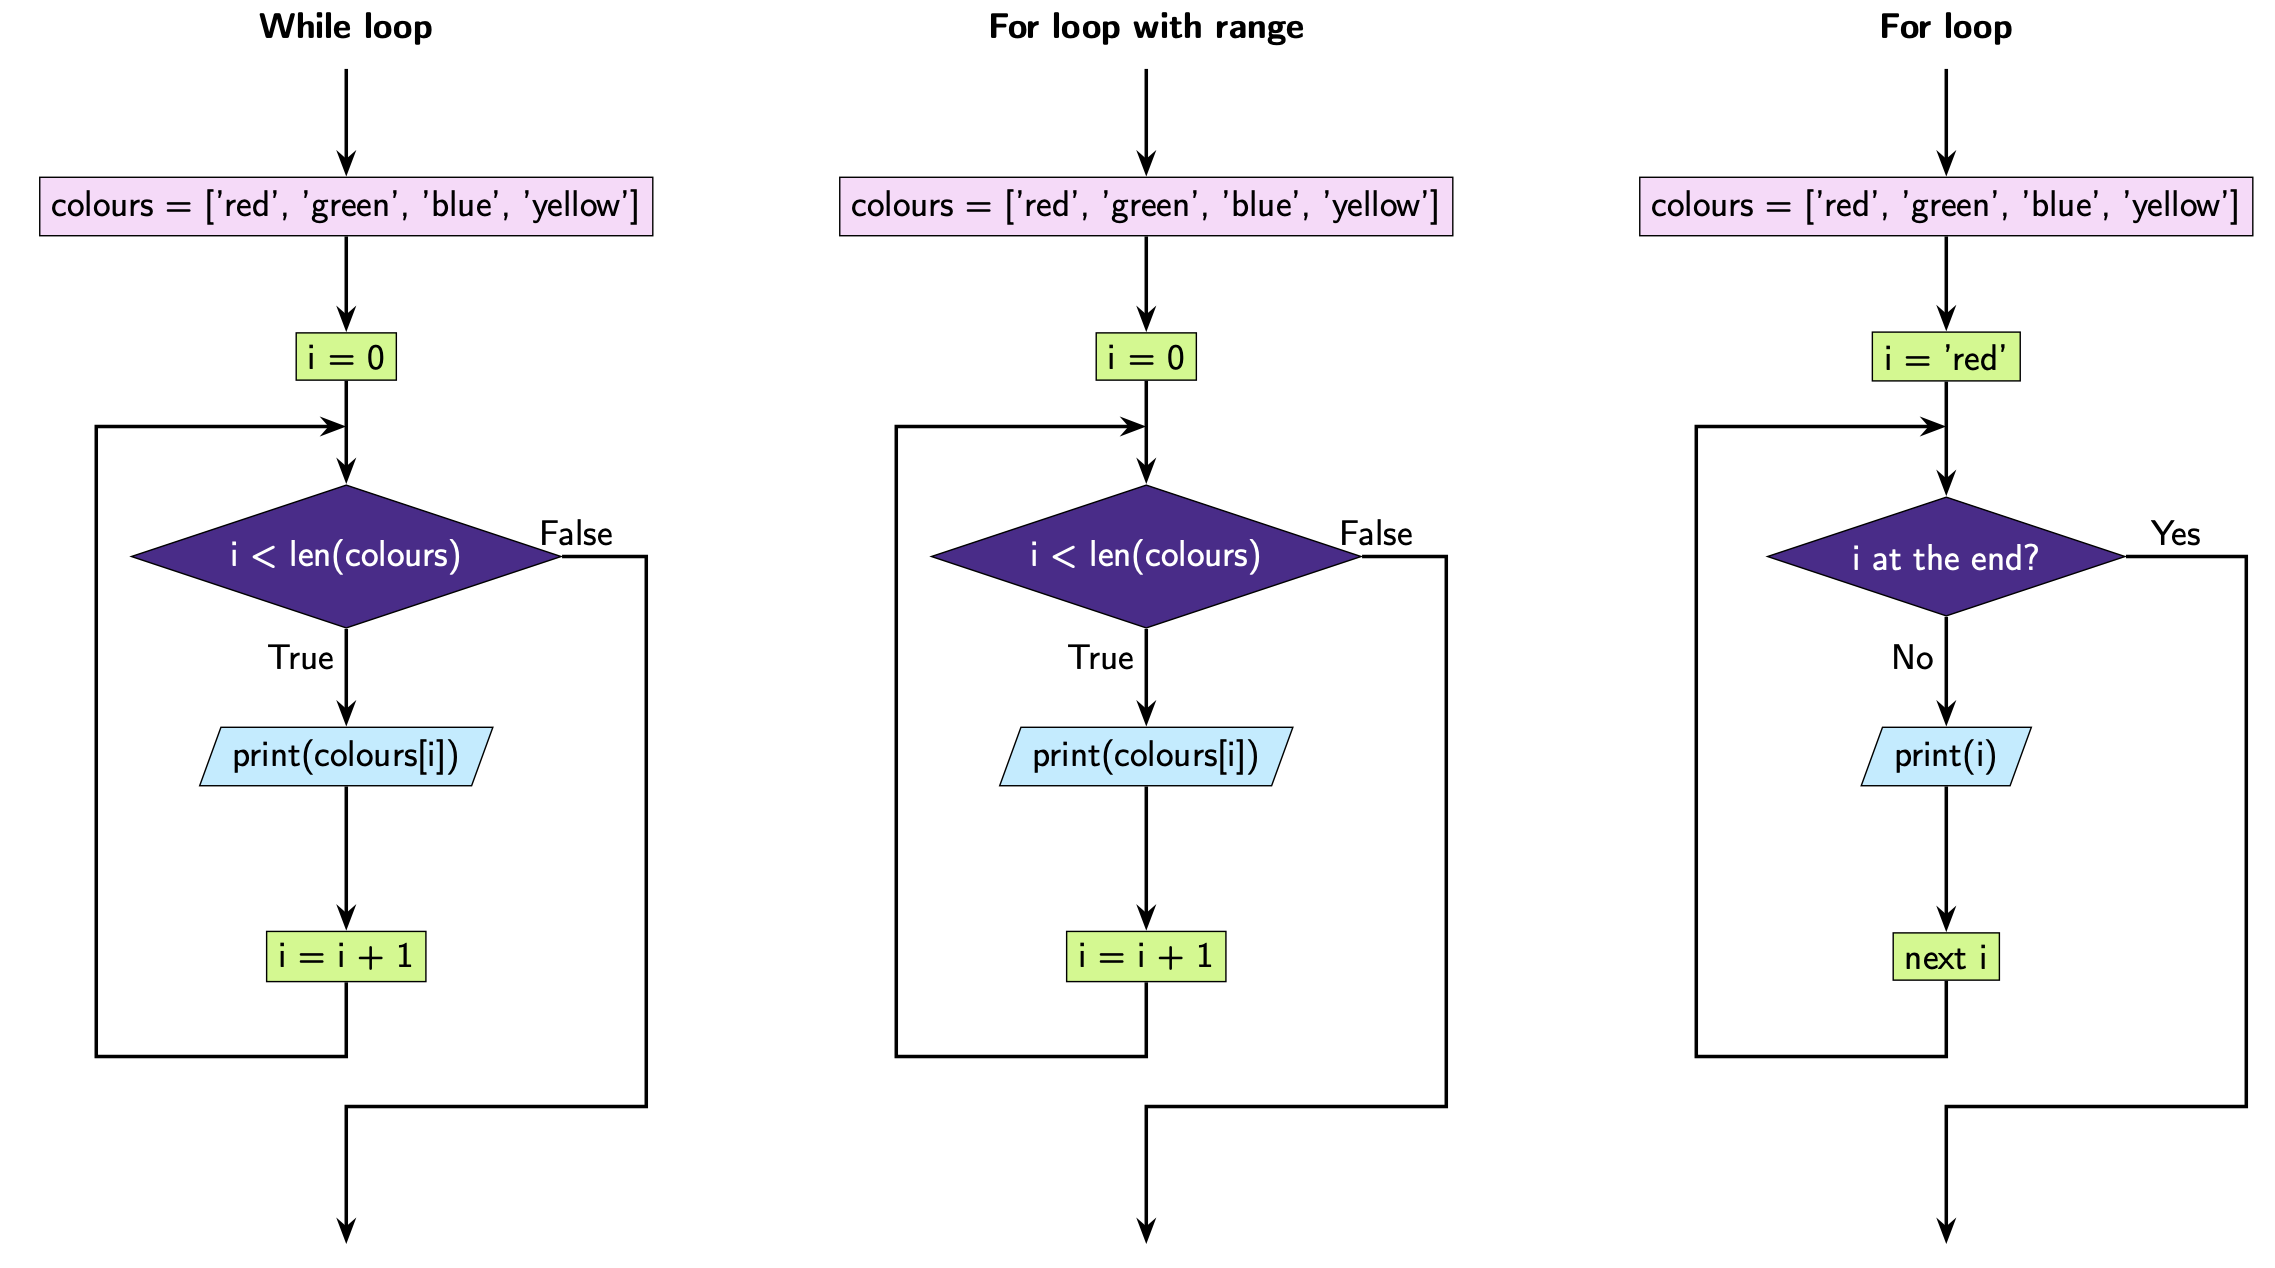 While loop
colours = ['red', 'green', 'blue', 'yellow']
i = 0
i < len(colours)
False
True
print(colours[i])
i = i + 1
For loop with range
colours = ['red', 'green', 'blue', 'yellow']
i = 0
i < len(colours)
False
True
print(colours[i])
i = i + 1
For loop
colours = ['red', 'green', 'blue', 'yellow']
i = 'red'
i at the end?
Yes
No
print(i)
next i